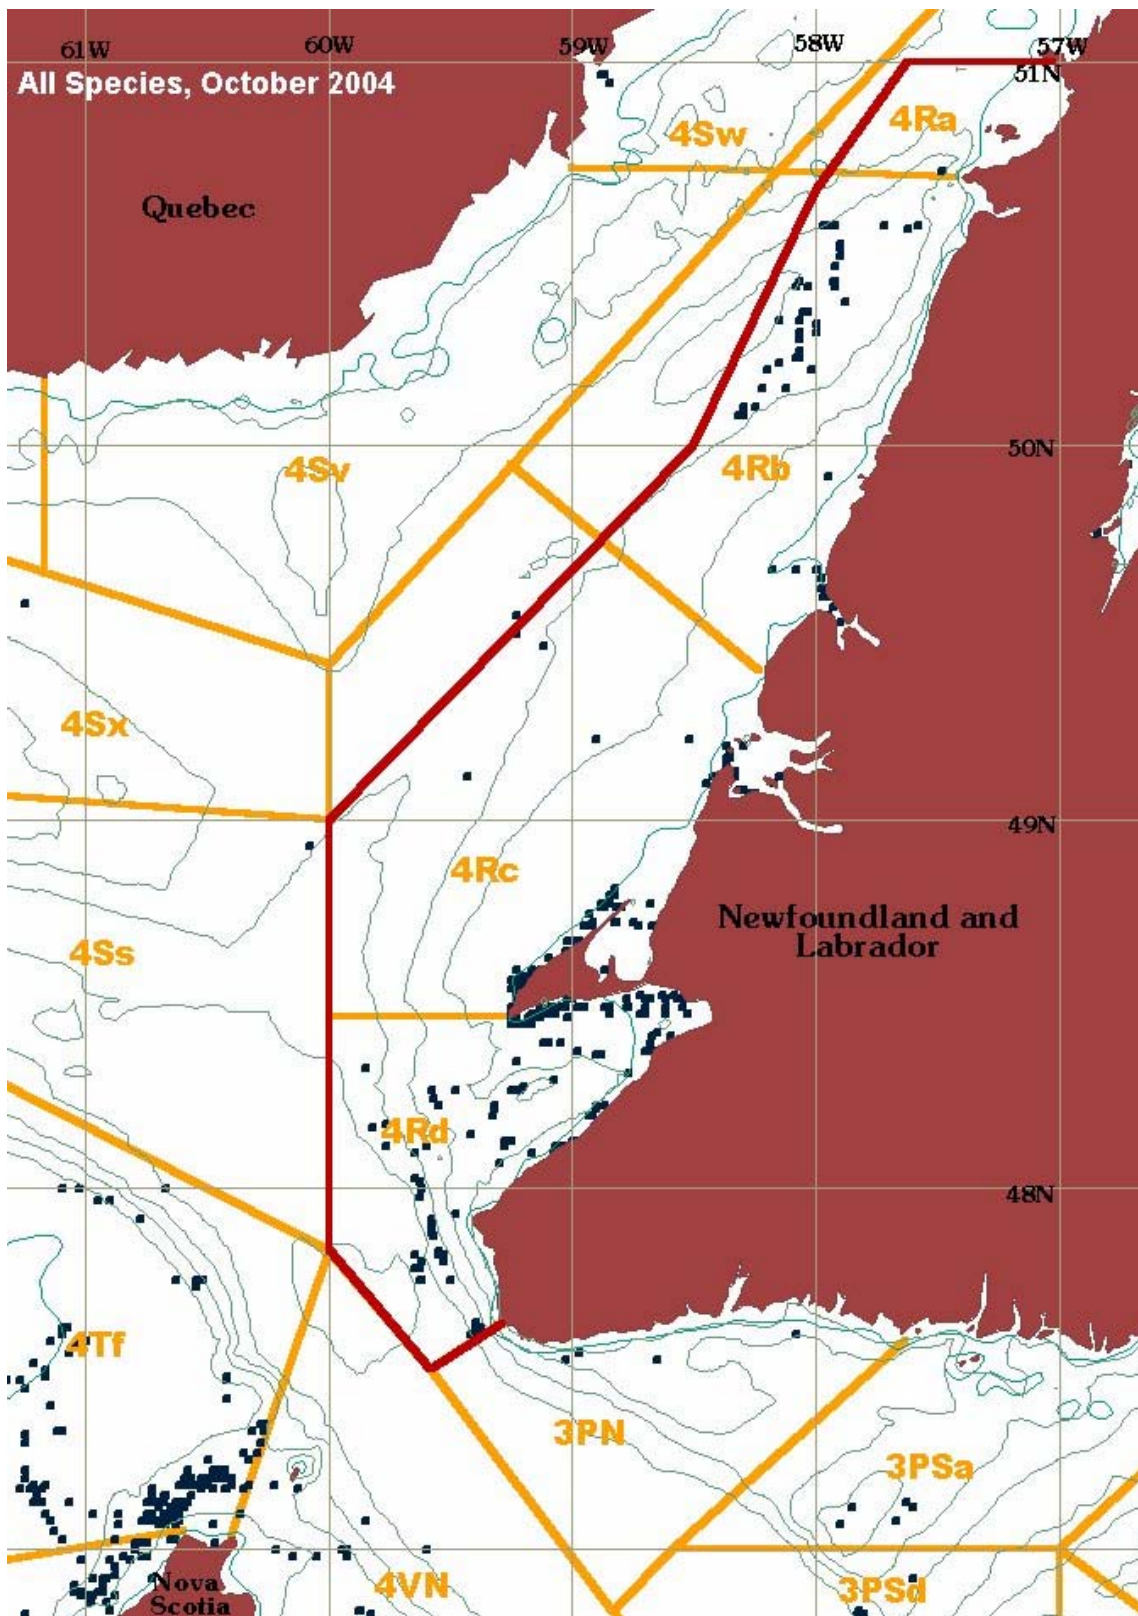 61W 60W 59W 58W 57W
51N
All Species, October 2004
4Sw
4Ra
Quebec
4Sv
4Rb
50N
4Sx
49N
4Rc
Newfoundland and
Labrador
4Ss
4Rd
48N
4Tf
3PN
3PSa
Nova
Scotia
4VN
3PSd